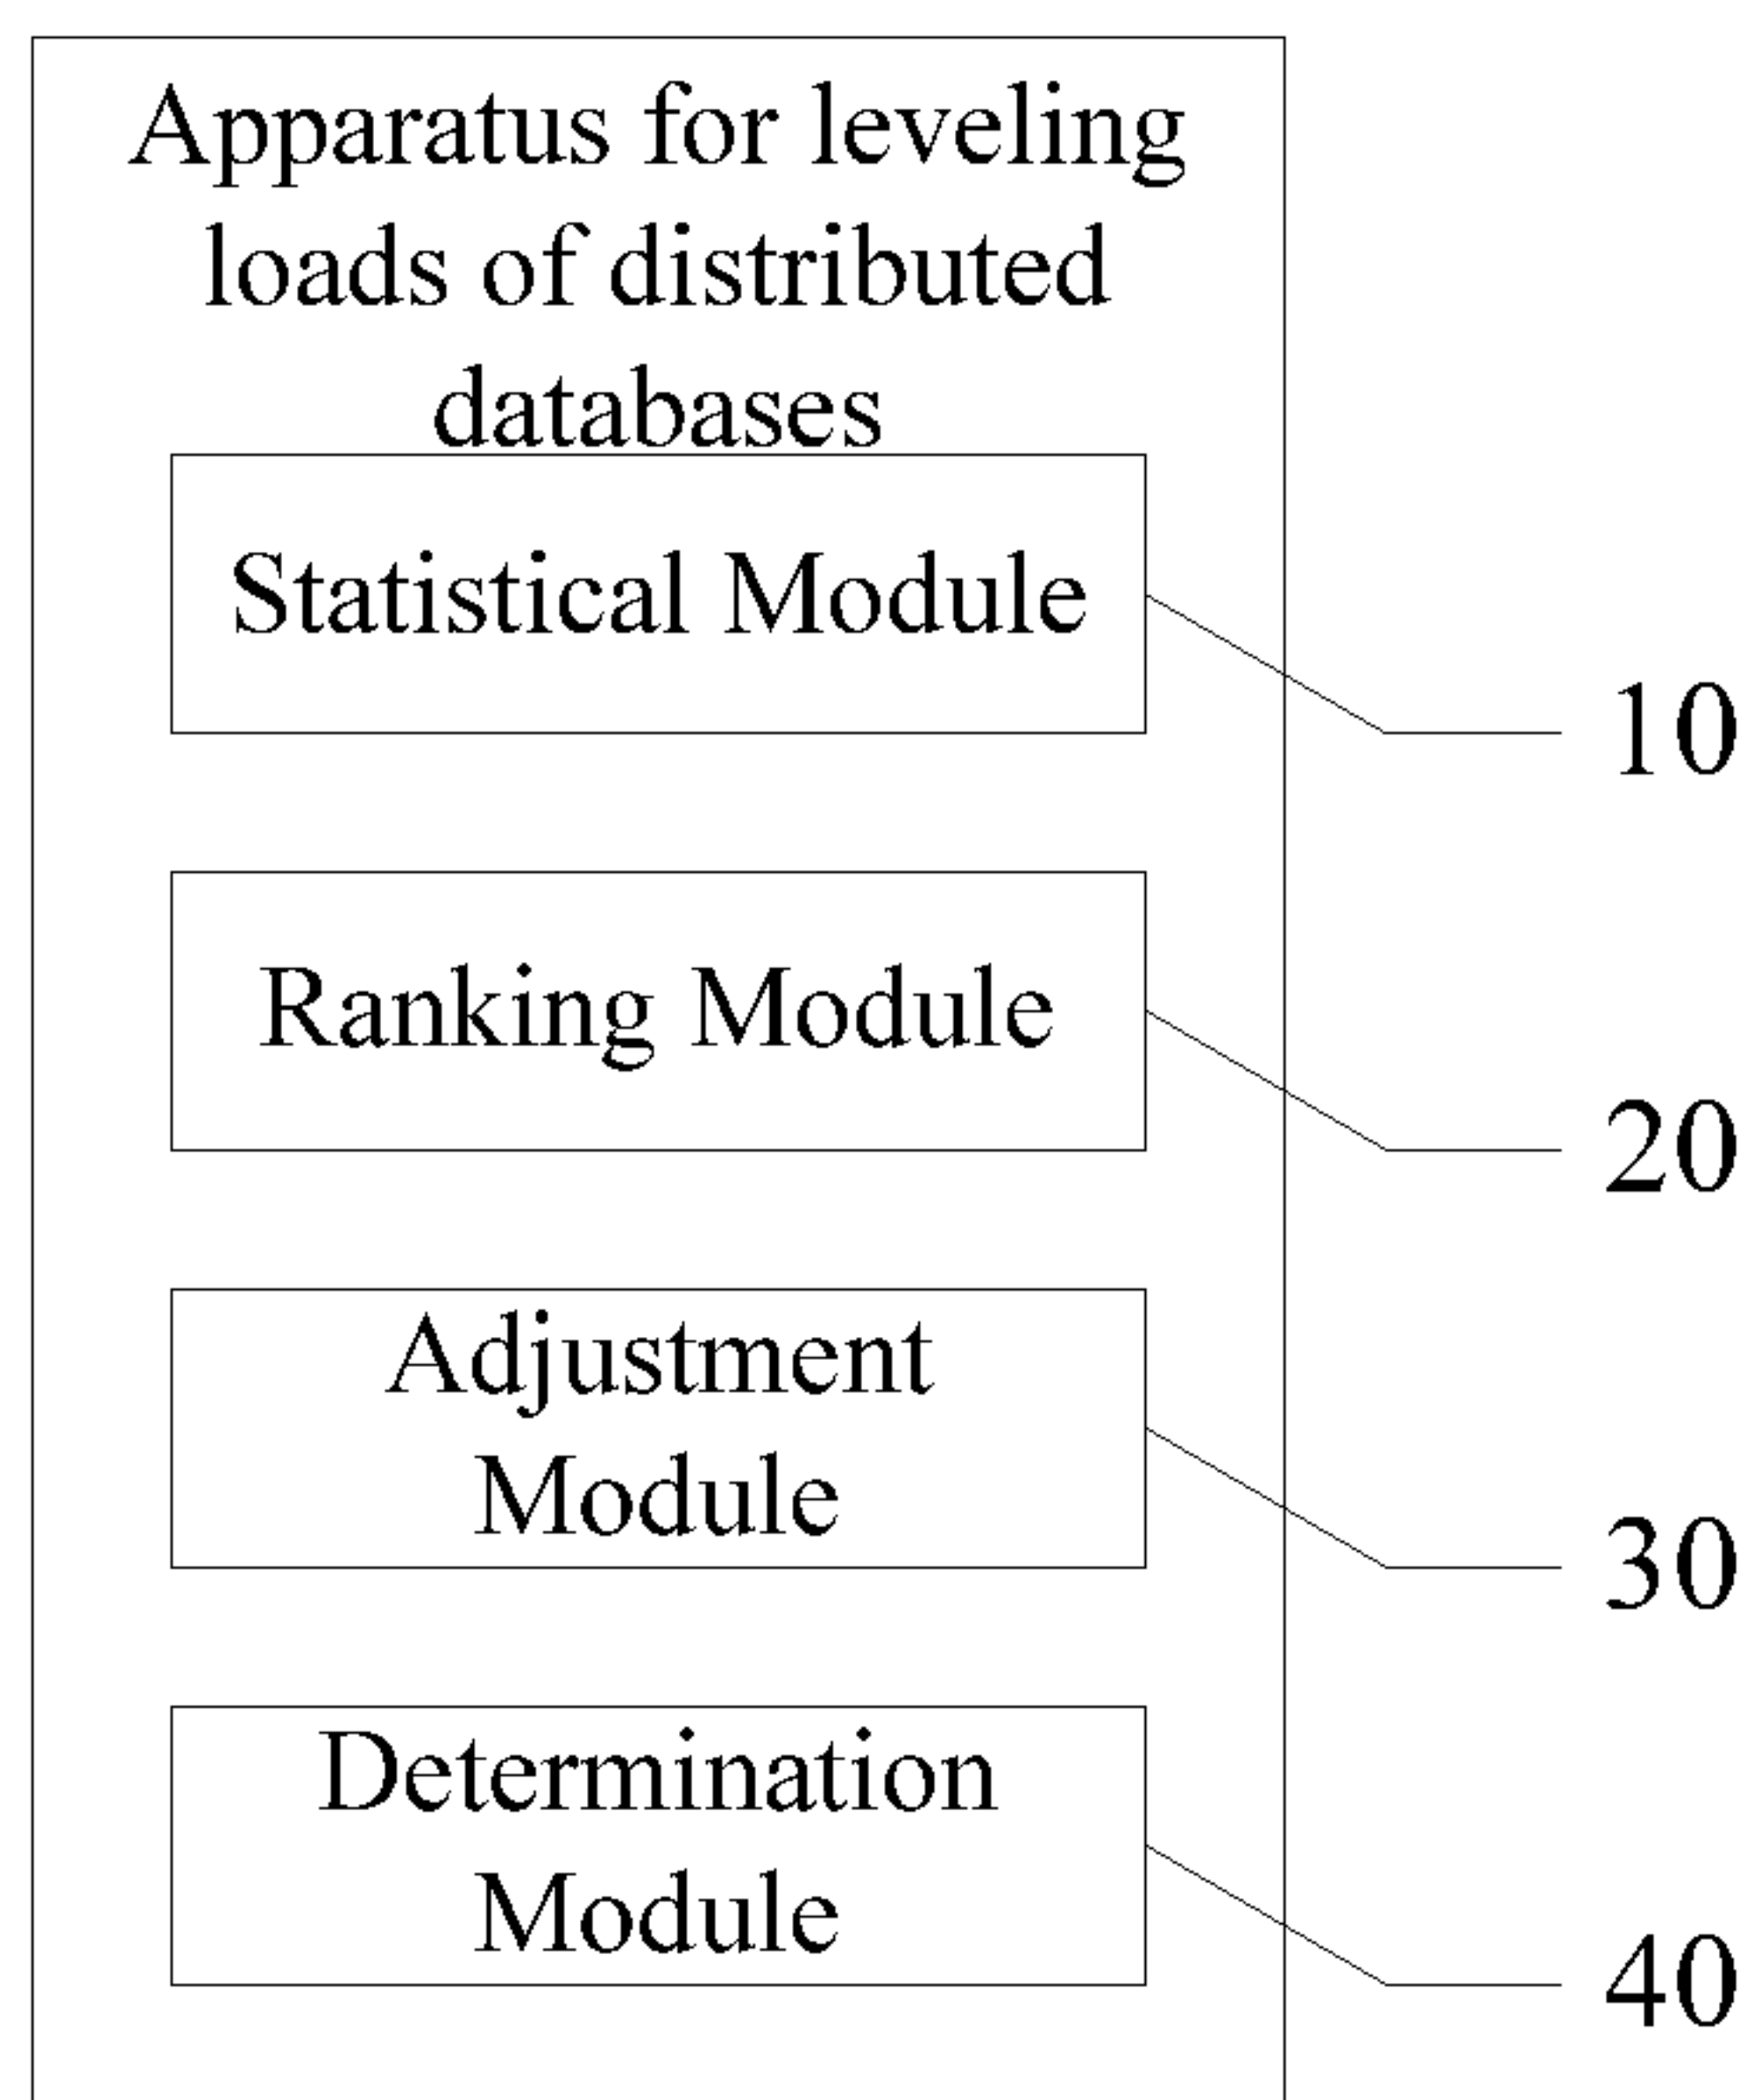 Apparatus for leveling
loads of distributed
databases
Statistical Module
10
Ranking Module
20
Adjustment
Module
30
Determination
Module
40